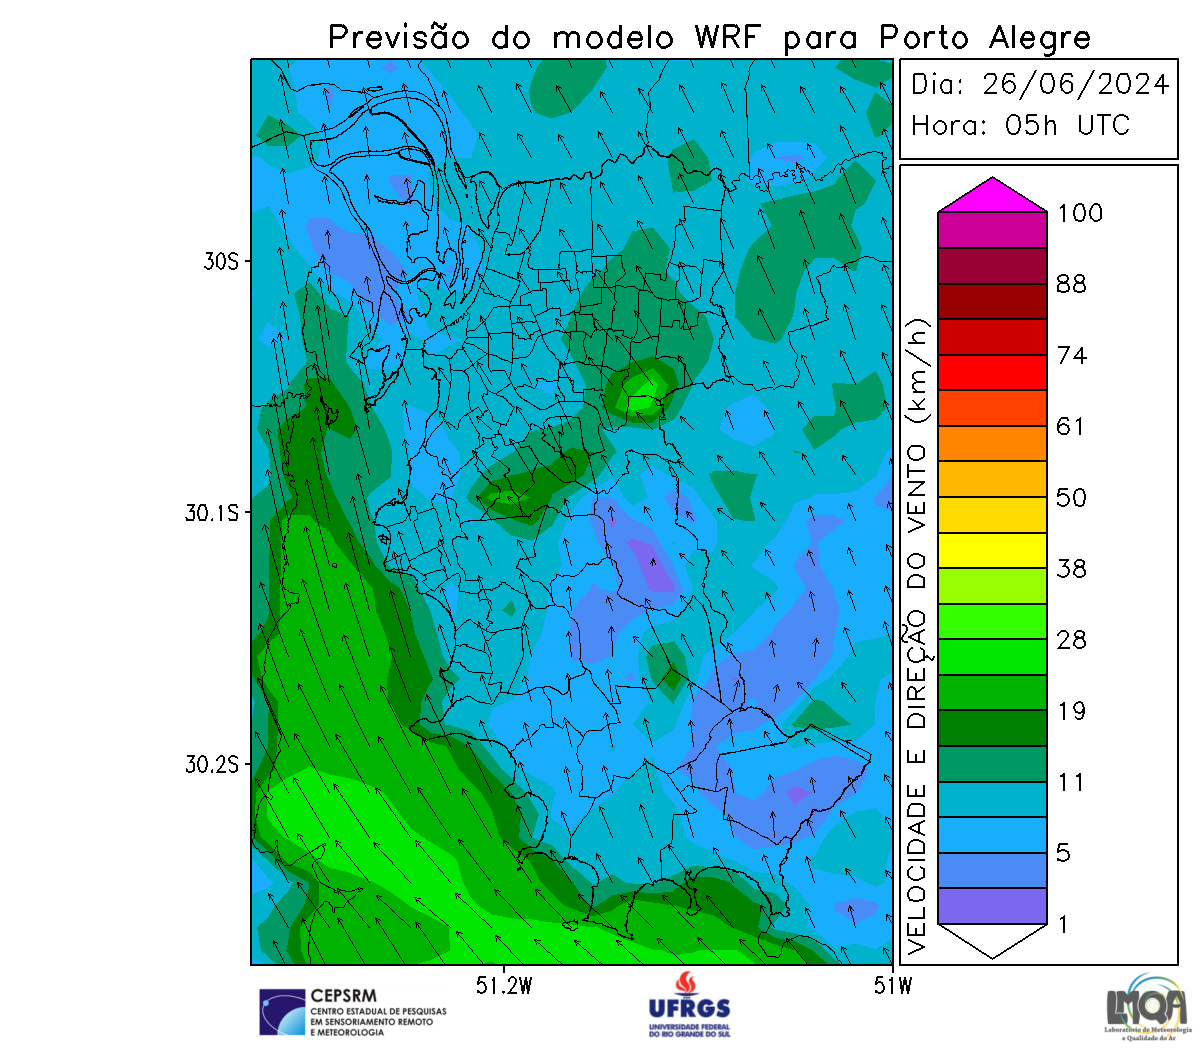 Previsão do modelo WRF para Porto Alegre
Dia: 26/06/2024
Hora: 05h UTC
30S
30.1S
30.2S
51.2W
51W
VELOCIDADE E DIREÇÃO DO VENTO (km/h)
100
88
74
61
50
38
28
19
11
5
1
CEPSRM
CENTRO ESTADUAL DE PESQUISAS
EM SENSORIAMENTO REMOTO
E METEOROLOGIA
UFRGS
UNIVERSIDADE FEDERAL
DO RIO GRANDE DO SUL
LMQA
Laboratório de Meteorologia
e Qualidade do Ar